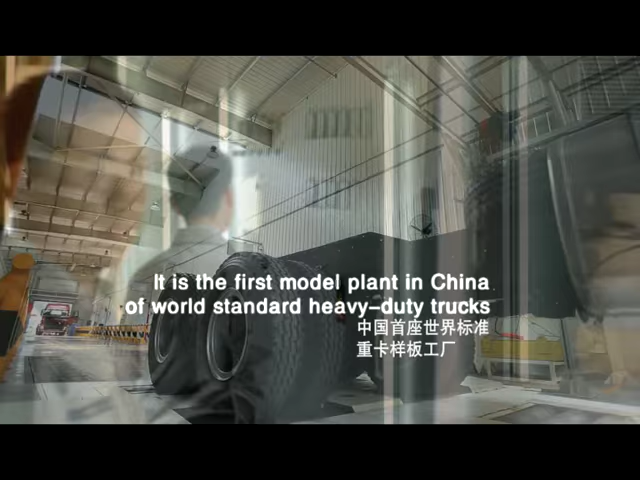 It is the first model plant in China
of world standard heavy-duty trucks
中国首座世界标准
重卡样板工厂